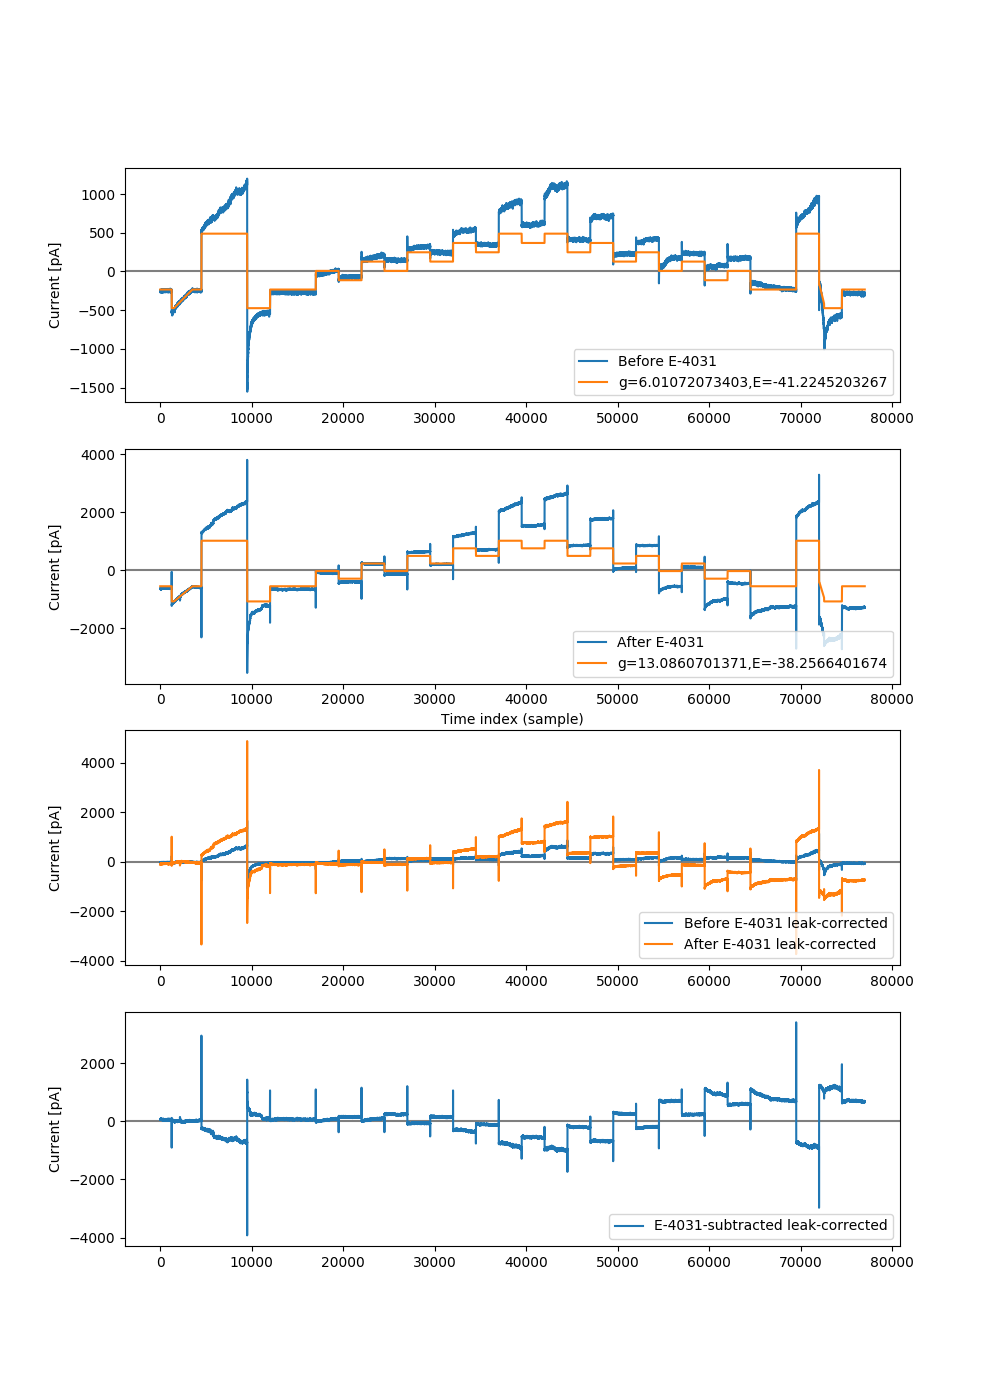 1000
500
0
−500
−1000
−1500
Current [pA]
Before E-4031
g=6.01072073403,E=-41.2245203267
0 10000 20000 30000 40000 50000 60000 70000 80000
4000
2000
0
−2000
Current [pA]
After E-4031
g=13.0860701371,E=-38.2566401674
0 10000 20000 30000 40000 50000 60000 70000 80000
Time index (sample)
4000
2000
0
−2000
−4000
Current [pA]
Before E-4031 leak-corrected
After E-4031 leak-corrected
0 10000 20000 30000 40000 50000 60000 70000 80000
2000
0
−2000
−4000
Current [pA]
E-4031-subtracted leak-corrected
0 10000 20000 30000 40000 50000 60000 70000 80000